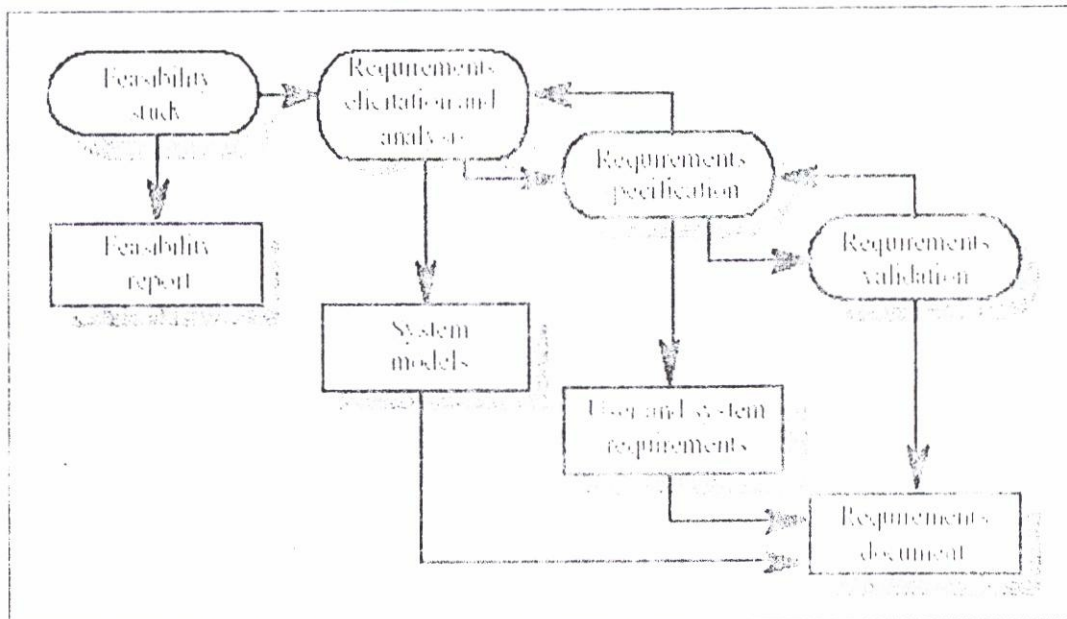 Feasibility
study
Requirements
elicitation and
analysis
Requirements
pecification
Requirements
validation
Feasibility
report
System
models
User and system
requirements
Requirements
document